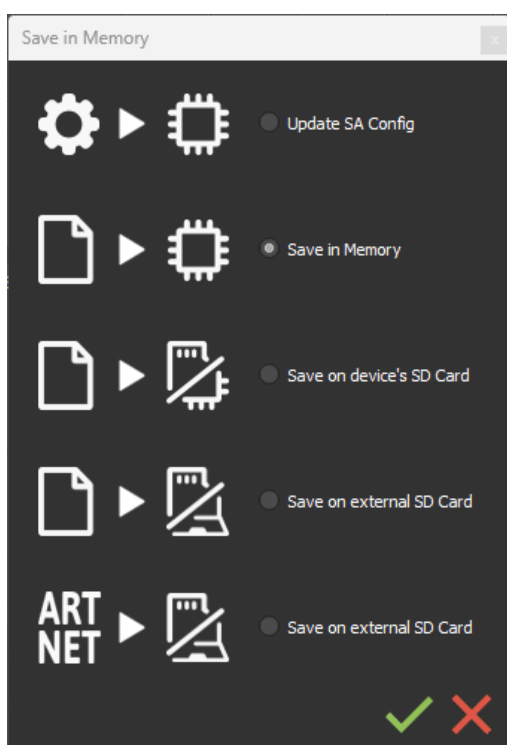 Save in Memory
x
Update SA Config
Save in Memory
Save on device's SD Card
Save on external SD Card
ART
NET
Save on external SD Card